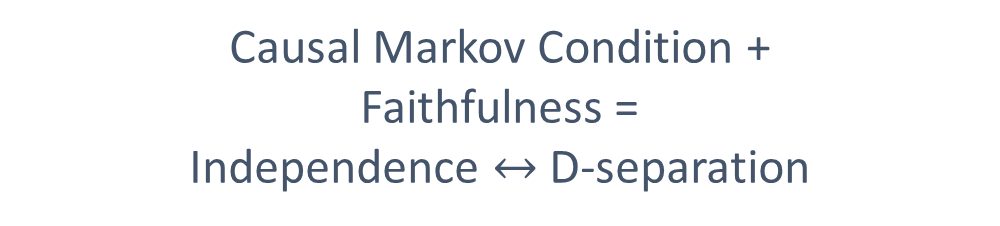 Causal Markov Condition +
Faithfulness =
Independence ↔ D-separation